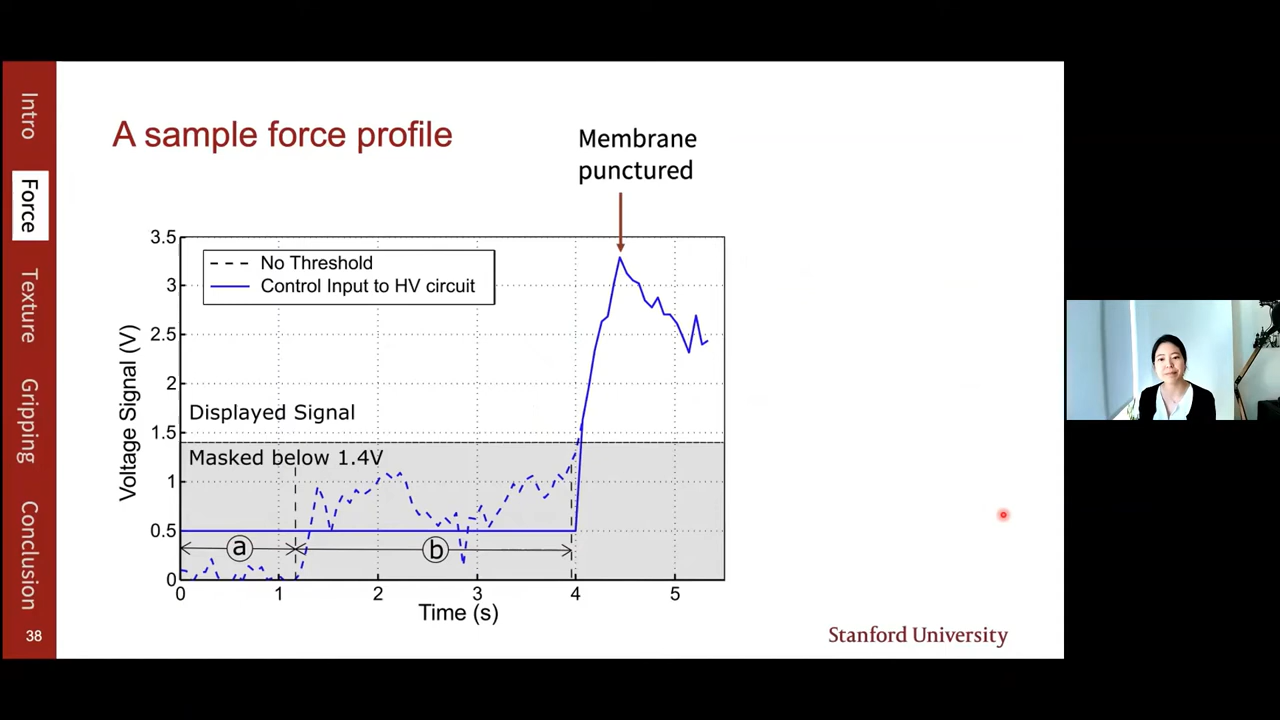 Intro
Force
Texture
Gripping
Conclusion
38
A sample force profile
Membrane
punctured
No Threshold
Control Input to HV circuit
Displayed Signal
Masked below 1.4V
a
b
Voltage Signal (V)
3.5
3
2.5
2
1.5
1
0.5
0
0 1 2 3 4 5
Time (s)
Stanford University